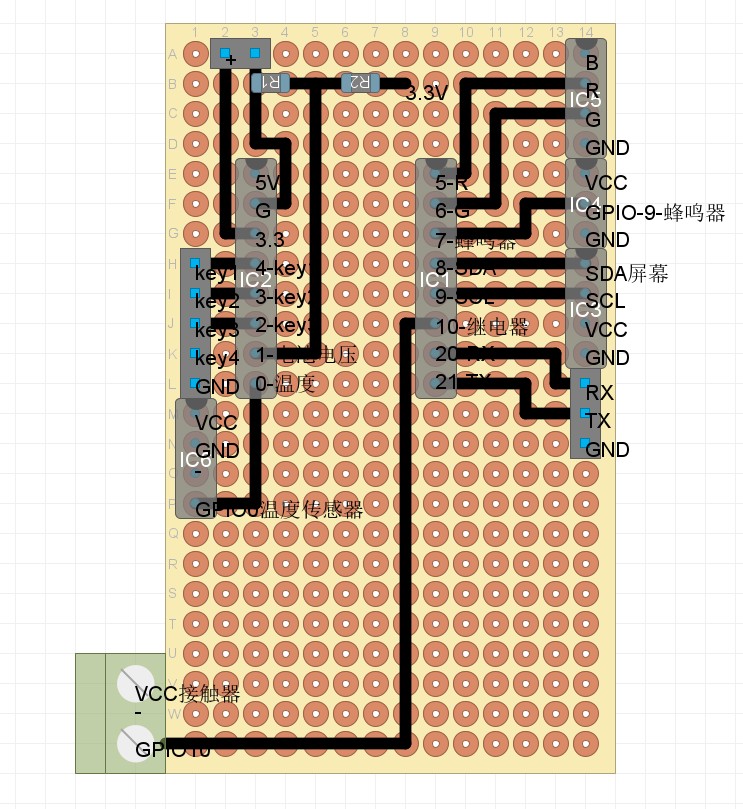 1 2 3 4 5 6 7 8 9 10 11 12 13 14
A
+
B
R1
R2
3.3V
B
R
IC5
G
GND
C
D
E
F
G
H
I
J
K
L
M
N
O
P
Q
R
S
T
U
V
W
5V
G
3.3
IC2
4-key
3-key2
2-key3
1-电池电压
0-温度
key1
key2
key3
key4
GND
VCC
GND
IC6
-
GPIO0温度传感器
5-R
6-G
7-蜂鸣器
8-SDA
IC1
9-SCL
10-继电器
20-RX
21-TX
VCC
IC4
GPIO-9-蜂鸣器
GND
SDA屏幕
SCL
IC3
VCC
GND
RX
TX
GND
VCC接触器
-
GPIO10